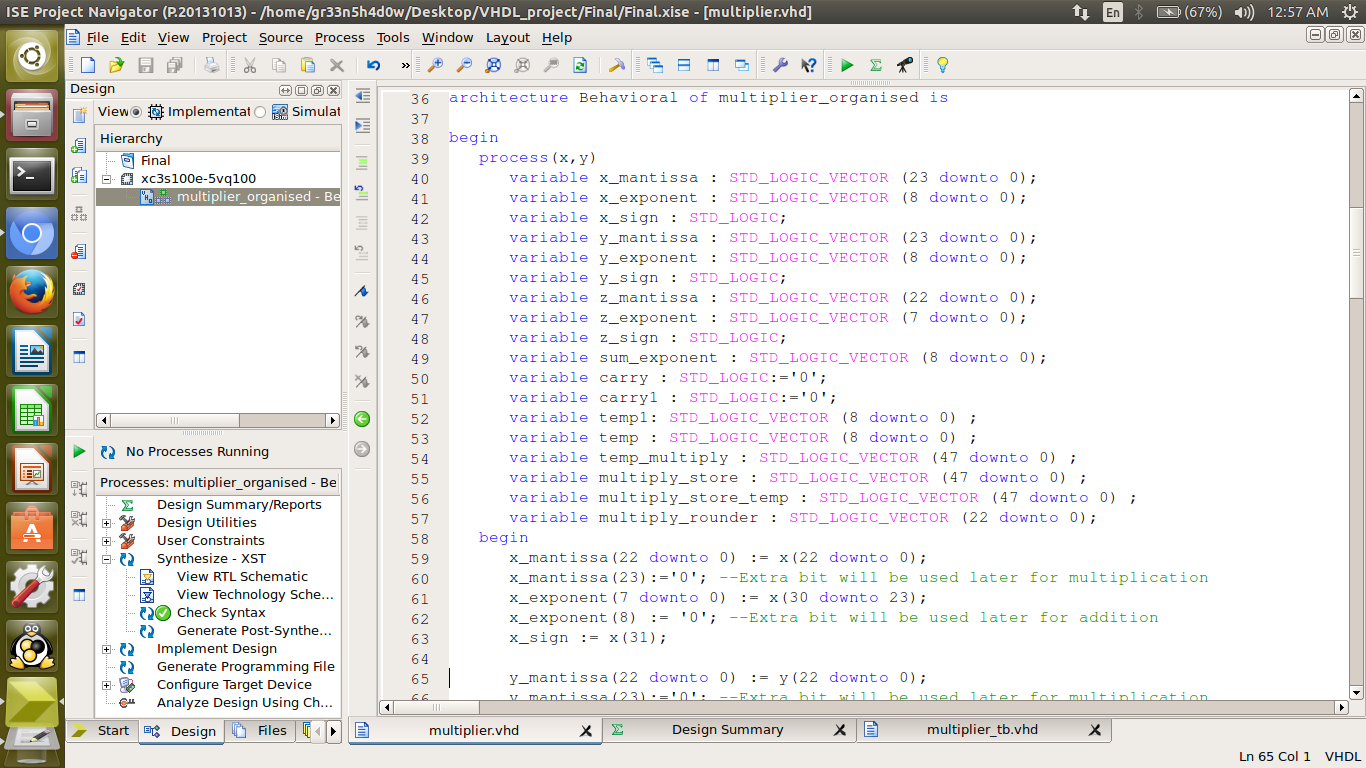 ISE Project Navigator (P.20131013) - /home/gr33n5h4d0w/Desktop/VHDL_project/Final/Final.xise - [multiplier.vhd]
En
(67%)
12:57 AM
File Edit View Project Source Process Tools Window Layout Help
»
Design
View Implementat Simulat
Hierarchy
Final
xc3s100e-5vq100
multiplier_organised - Be
No Processes Running
Processes: multiplier_organised - Be
Design Summary/Reports
Design Utilities
User Constraints
Synthesize - XST
View RTL Schematic
View Technology Sche...
Check Syntax
Generate Post-Synthe...
Implement Design
Generate Programming File
Configure Target Device
Analyze Design Using Ch...
Start Design Files
36 architecture Behavioral of multiplier_organised is
37
38 begin
39 process(x,y)
40 variable x_mantissa : STD_LOGIC_VECTOR (23 downto 0);
41 variable x_exponent : STD_LOGIC_VECTOR (8 downto 0);
42 variable x_sign : STD_LOGIC;
43 variable y_mantissa : STD_LOGIC_VECTOR (23 downto 0);
44 variable y_exponent : STD_LOGIC_VECTOR (8 downto 0);
45 variable y_sign : STD_LOGIC;
46 variable z_mantissa : STD_LOGIC_VECTOR (22 downto 0);
47 variable z_exponent : STD_LOGIC_VECTOR (7 downto 0);
48 variable z_sign : STD_LOGIC;
49 variable sum_exponent : STD_LOGIC_VECTOR (8 downto 0);
50 variable carry : STD_LOGIC:='0';
51 variable carry1 : STD_LOGIC:='0';
52 variable temp1: STD_LOGIC_VECTOR (8 downto 0) ;
53 variable temp : STD_LOGIC_VECTOR (8 downto 0) ;
54 variable temp_multiply : STD_LOGIC_VECTOR (47 downto 0) ;
55 variable multiply_store : STD_LOGIC_VECTOR (47 downto 0) ;
56 variable multiply_store_temp : STD_LOGIC_VECTOR (47 downto 0) ;
57 variable multiply_rounder : STD_LOGIC_VECTOR (22 downto 0);
58 begin
59 x_mantissa(22 downto 0) := x(22 downto 0);
60 x_mantissa(23):='0'; --Extra bit will be used later for multiplication
61 x_exponent(7 downto 0) := x(30 downto 23);
62 x_exponent(8) := '0'; --Extra bit will be used later for addition
63 x_sign := x(31);
64
65 y_mantissa(22 downto 0) := y(22 downto 0);
66 y_mantissa(23):='0'; --Extra bit will be used later for multiplication
multiplier.vhd
Design Summary
multiplier_tb.vhd
Ln 65 Col 1 VHDL